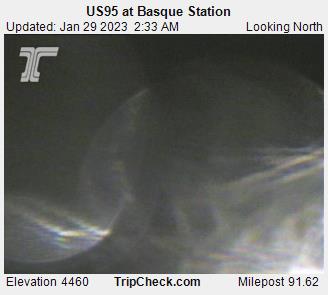 US95 at Basque Station
Updated: Jan 29 2023 2:33 AM Looking North
Elevation 4460 TripCheck.com Milepost 91.62